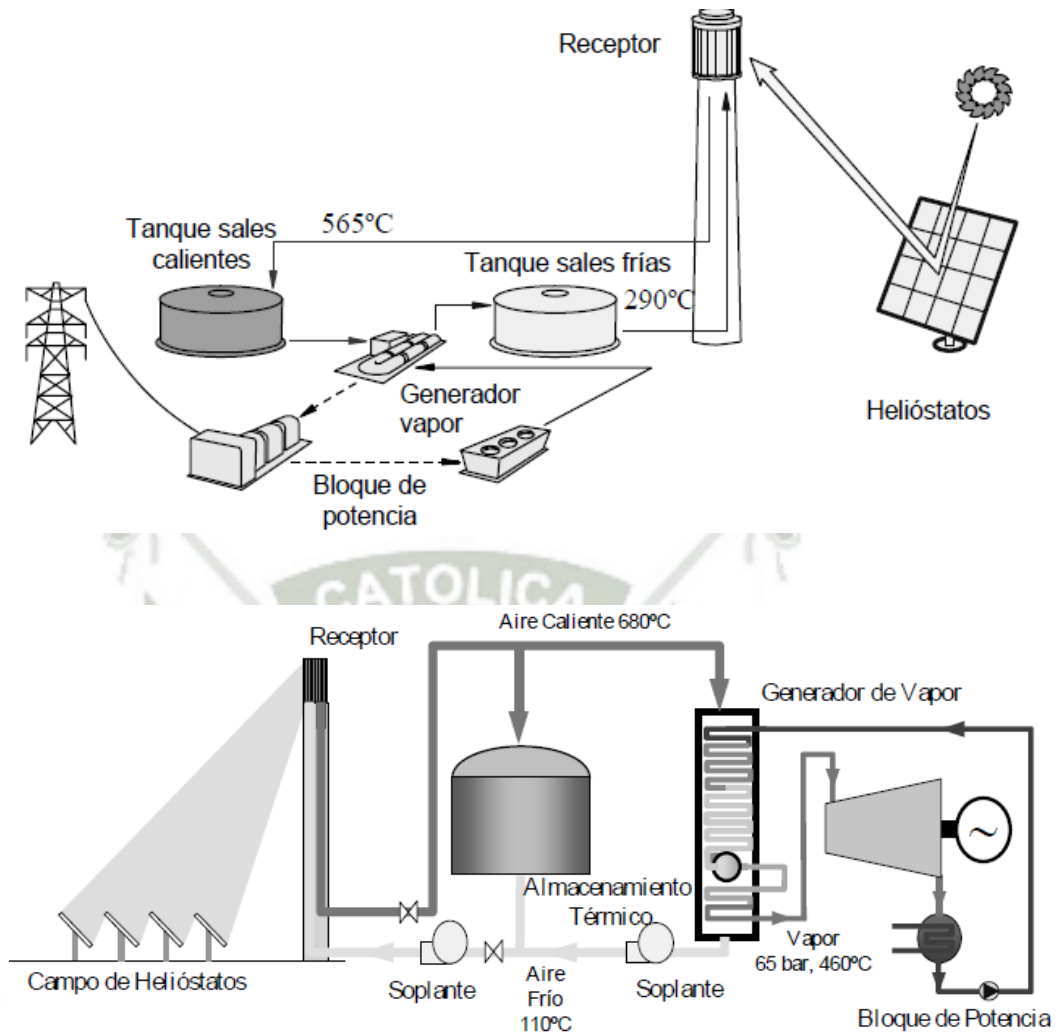 Receptor
Tanque sales
calientes
565ºC
Tanque sales frías
290ºC
Generador
vapor
Helióstatos
Bloque de
potencia
CATOLICA
Aire Caliente 680ºC
Receptor
Generador de Vapor
Almacenamiento
Térmico
Vapor
65 bar, 460ºC
Campo de Helióstatos
Soplante
Aire
Frío
110ºC
Soplante
Bloque de Potencia
~